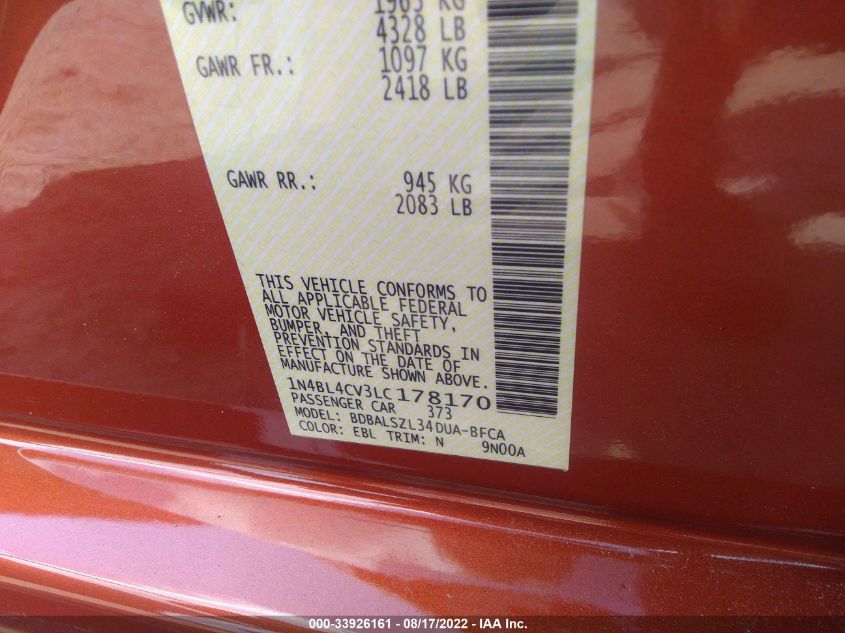 GVWR: 1963 KG
4328 LB
GAWR FR.: 1097 KG
2418 LB
GAWR RR.: 945 KG
2083 LB
THIS VEHICLE CONFORMS TO
ALL APPLICABLE FEDERAL
MOTOR VEHICLE SAFETY,
BUMPER, AND THEFT
PREVENTION STANDARDS IN
EFFECT ON THE DATE OF
MANUFACTURE SHOWN ABOVE.
1N4BL4CV3LC178170
PASSENGER CAR 373
MODEL: BDBALSZL34DUA-BFCA
COLOR: EBL TRIM: N 9N00A
000-33926161 - 08/17/2022 - IAA Inc.